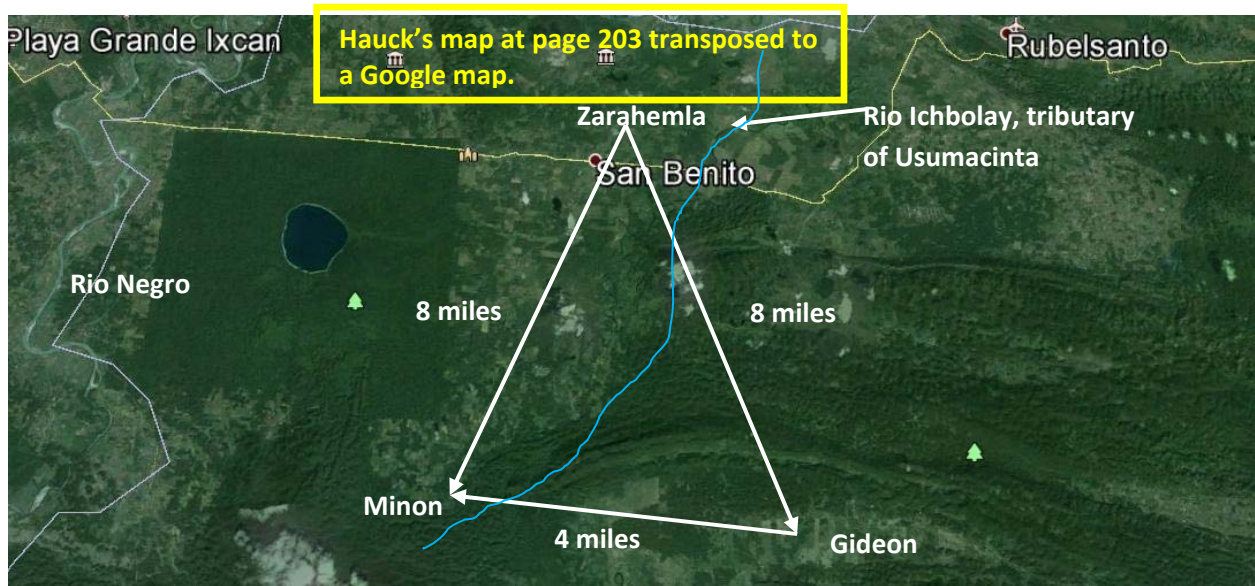 Playa Grande Ixcan
Hauck's map at page 203 transposed to
a Google map.
Rubelsanto
Zarahemla
Rio Ichbolay, tributary
of Usumacinta
San Benito
Rio Negro
8 miles
8 miles
Minon
4 miles
Gideon